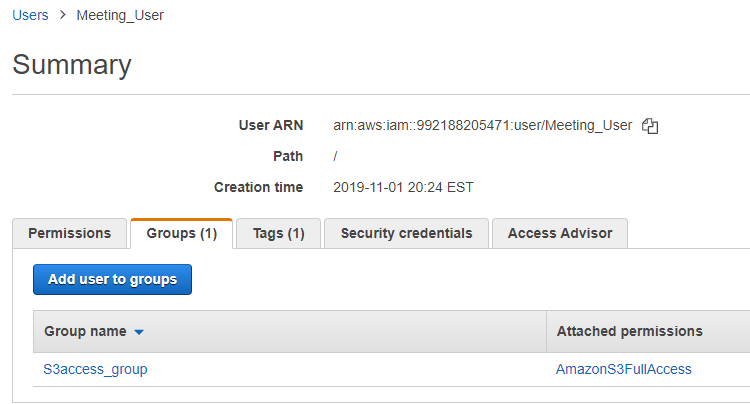 Users > Meeting_User
Summary
User ARN arn:aws:iam::992188205471:user/Meeting_User
Path /
Creation time 2019-11-01 20:24 EST
Permissions Groups (1) Tags (1) Security credentials Access Advisor
Add user to groups
Group name Attached permissions
S3access_group AmazonS3FullAccess